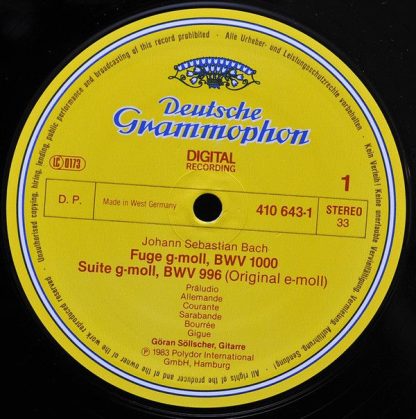 Alle Urheber- und Leistungsschutzrechte vorbehalten · Kein Verleih! Keine unerlaubte Vervielfältigung, Vermietung, Aufführung, Sendung!
All rights of the producer and of the owner of the work reproduced reserved. · Unauthorised copying, hiring, lending, public performance and broadcasting of this record prohibited ·
Deutsche
Grammophon
DIGITAL
RECORDING
LC 0173
1
D. P.
Made in West Germany
410 643-1
STEREO
33
Johann Sebastian Bach
Fuge g-moll, BWV 1000
Suite g-moll, BWV 996 (Original e-moll)
Präludio
Allemande
Courante
Sarabande
Bourrée
Gigue
Göran Söllscher, Gitarre
Ⓟ 1983 Polydor International
GmbH, Hamburg